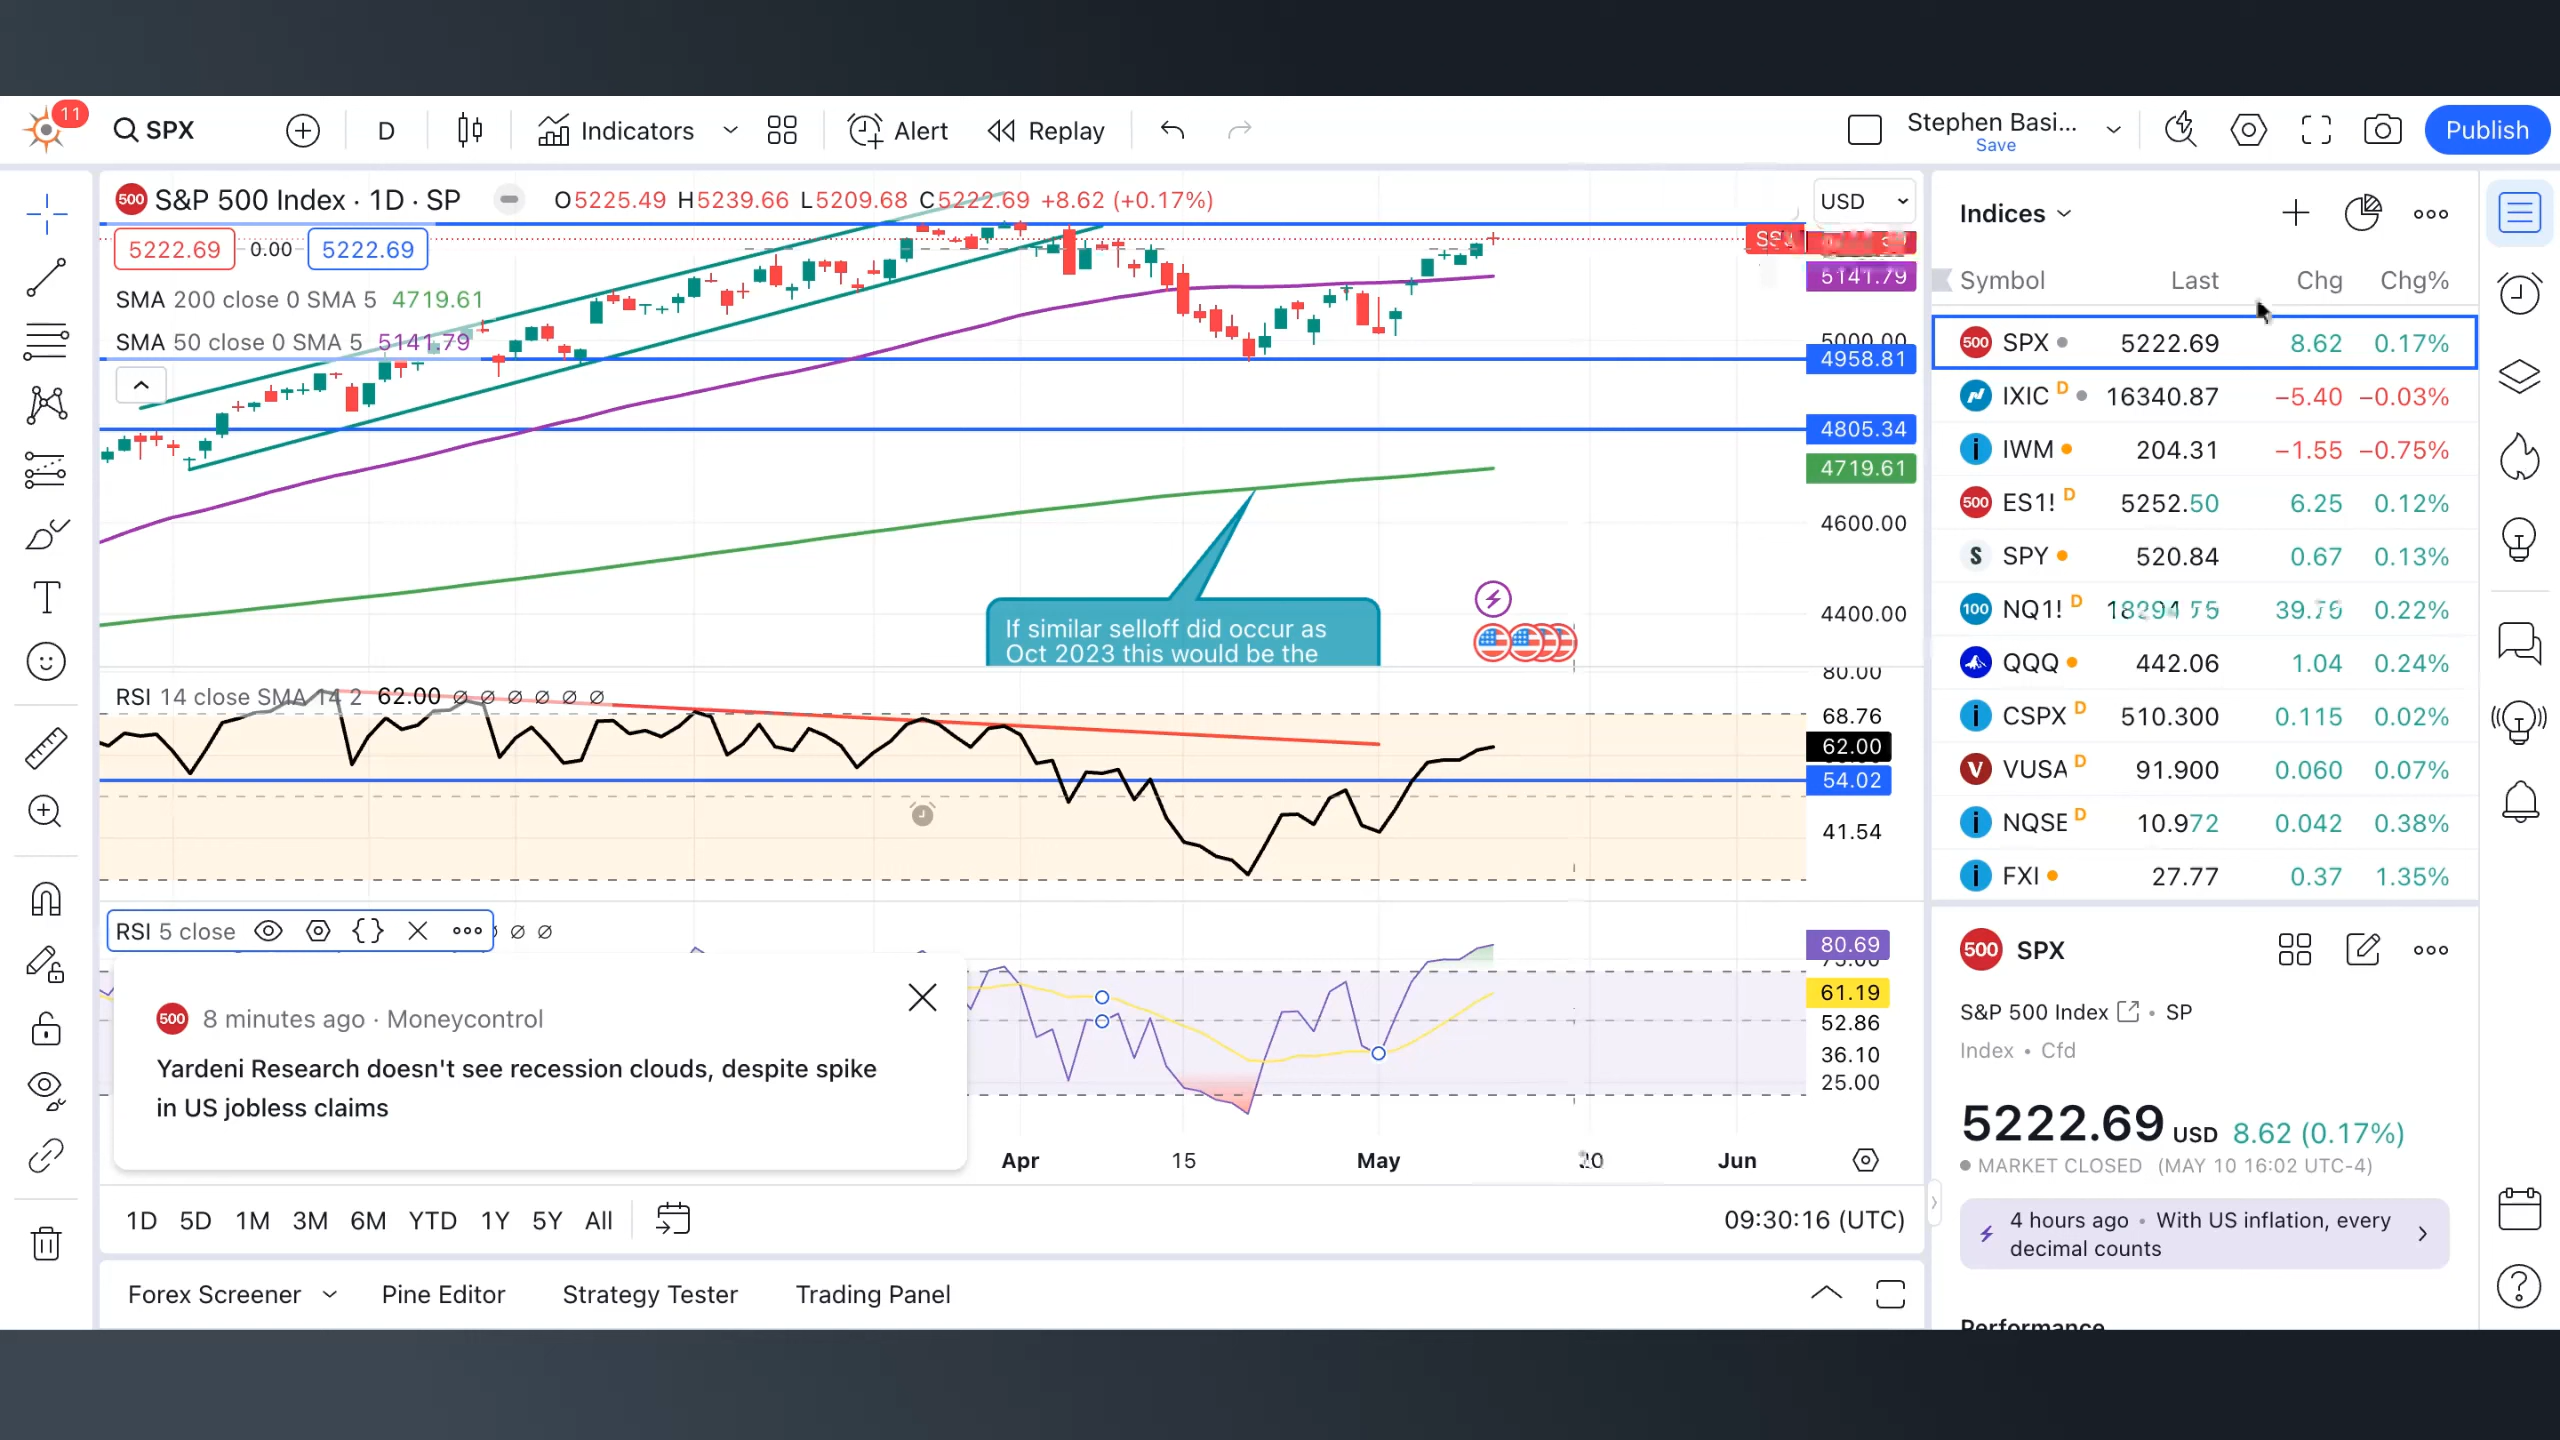 11
SPX
D
Indicators
Alert
Replay
Stephen Basi...
Save
Publish
500 S&P 500 Index · 1D · SP
O5225.49 H5239.66 L5209.68 C5222.69 +8.62 (+0.17%)
USD
5222.69 0.00 5222.69
5141.79
SMA 200 close 0 SMA 5 4719.61
SMA 50 close 0 SMA 5 5141.79
5000.00
4958.81
4805.34
4719.61
4600.00
4400.00
If similar selloff did occur as
Oct 2023 this would be the
RSI 14 close SMA 14 2 62.00 ∅ ∅ ∅ ∅ ∅ ∅
80.00
68.76
62.00
54.02
41.54
RSI 5 close
∅ ∅
80.69
75.00
61.19
52.86
36.10
25.00
500 8 minutes ago · Moneycontrol
Yardeni Research doesn't see recession clouds, despite spike
in US jobless claims
Apr 15 May 20 Jun
1D 5D 1M 3M 6M YTD 1Y 5Y All
09:30:16 (UTC)
Forex Screener
Pine Editor
Strategy Tester
Trading Panel
Indices
Symbol Last Chg Chg%
500 SPX 5222.69 8.62 0.17%
IXIC D 16340.87 −5.40 −0.03%
i IWM 204.31 −1.55 −0.75%
500 ES1! D 5252.50 6.25 0.12%
S SPY 520.84 0.67 0.13%
100 NQ1! D 0.22%
QQQ 442.06 1.04 0.24%
i CSPX D 510.300 0.115 0.02%
V VUSA D 91.900 0.060 0.07%
i NQSE D 10.972 0.042 0.38%
i FXI 27.77 0.37 1.35%
500 SPX
S&P 500 Index • SP
Index • Cfd
5222.69 USD 8.62 (0.17%)
MARKET CLOSED (MAY 10 16:02 UTC-4)
4 hours ago • With US inflation, every
decimal counts
Performance